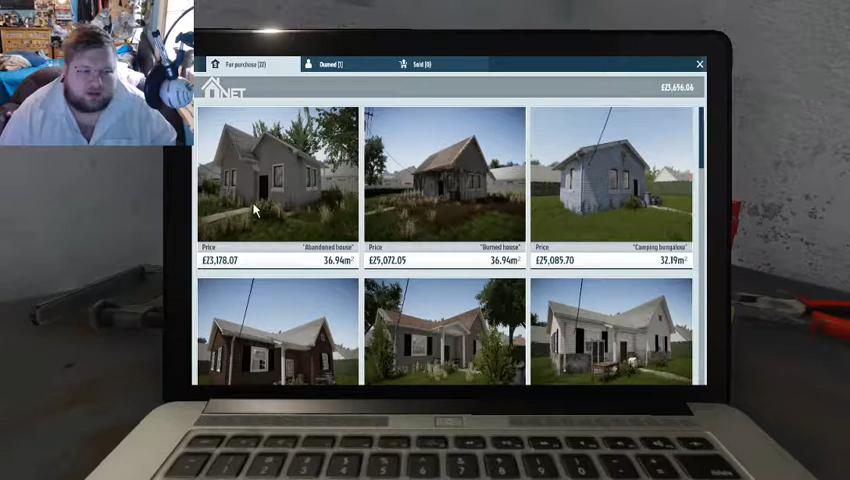 For purchase [22]
Owned [1]
Sold [0]
NET
£23,656.06
Price "Abandoned house"
£23,178.07 36.94m²
Price "Burned house"
£25,072.05 36.94m²
Price "Camping bungalow"
£25,085.70 32.19m²